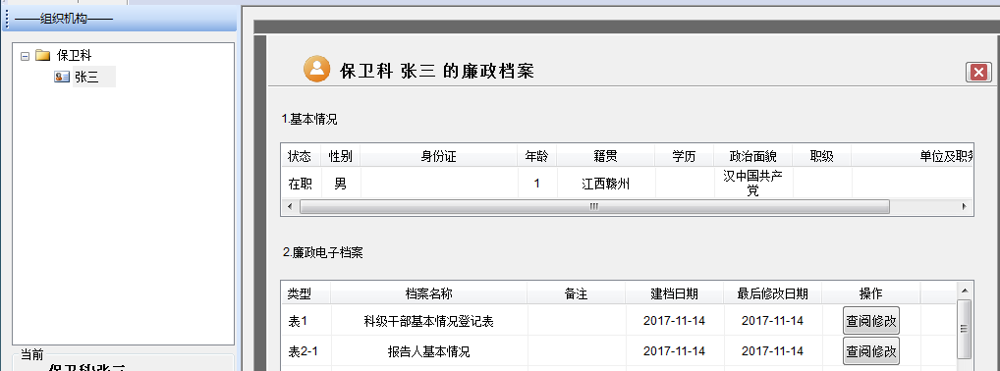 ——组织机构——
保卫科
张三
当前
保卫科\张三
保卫科 张三 的廉政档案
1.基本情况
状态 性别 身份证 年龄 籍贯 学历 政治面貌 职级 单位及职务
在职 男 1 江西赣州 汉中国共产
党
2.廉政电子档案
类型 档案名称 备注 建档日期 最后修改日期 操作
表1 科级干部基本情况登记表 2017-11-14 2017-11-14 查阅修改
表2-1 报告人基本情况 2017-11-14 2017-11-14 查阅修改